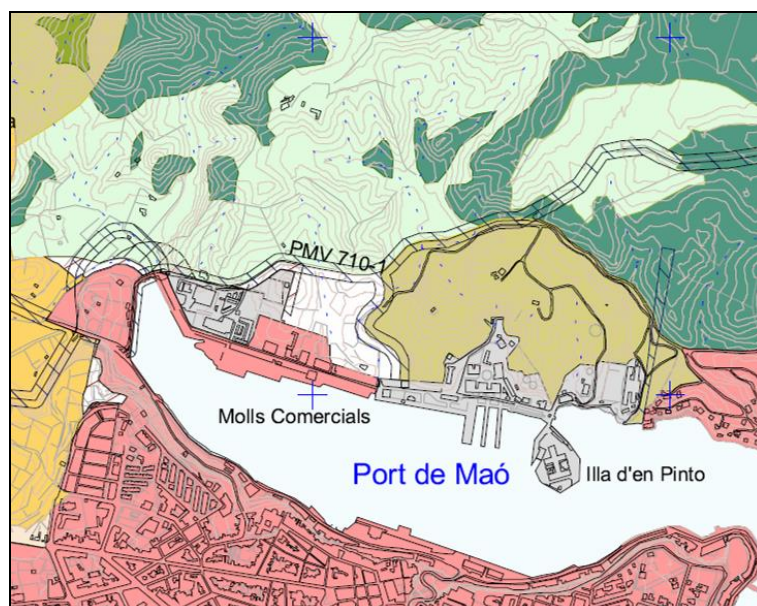 a
PMV 710-1
Molls Comercials
Port de Maó
Illa d'en Pinto